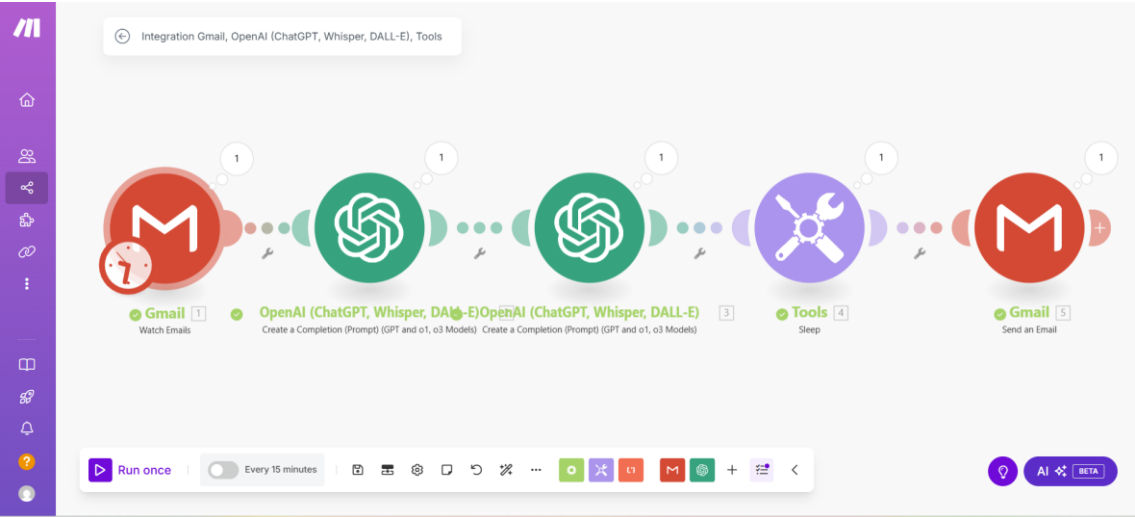 Integration Gmail, OpenAI (ChatGPT, Whisper, DALL-E), Tools
1 1 1 1 1
Gmail 1
Watch Emails
OpenAI (ChatGPT, Whisper, DALL-E)
Create a Completion (Prompt) (GPT and o1, o3 Models)
OpenAI (ChatGPT, Whisper, DALL-E) 3
Create a Completion (Prompt) (GPT and o1, o3 Models)
Tools 4
Sleep
Gmail 5
Send an Email
Run once
Every 15 minutes
AI BETA